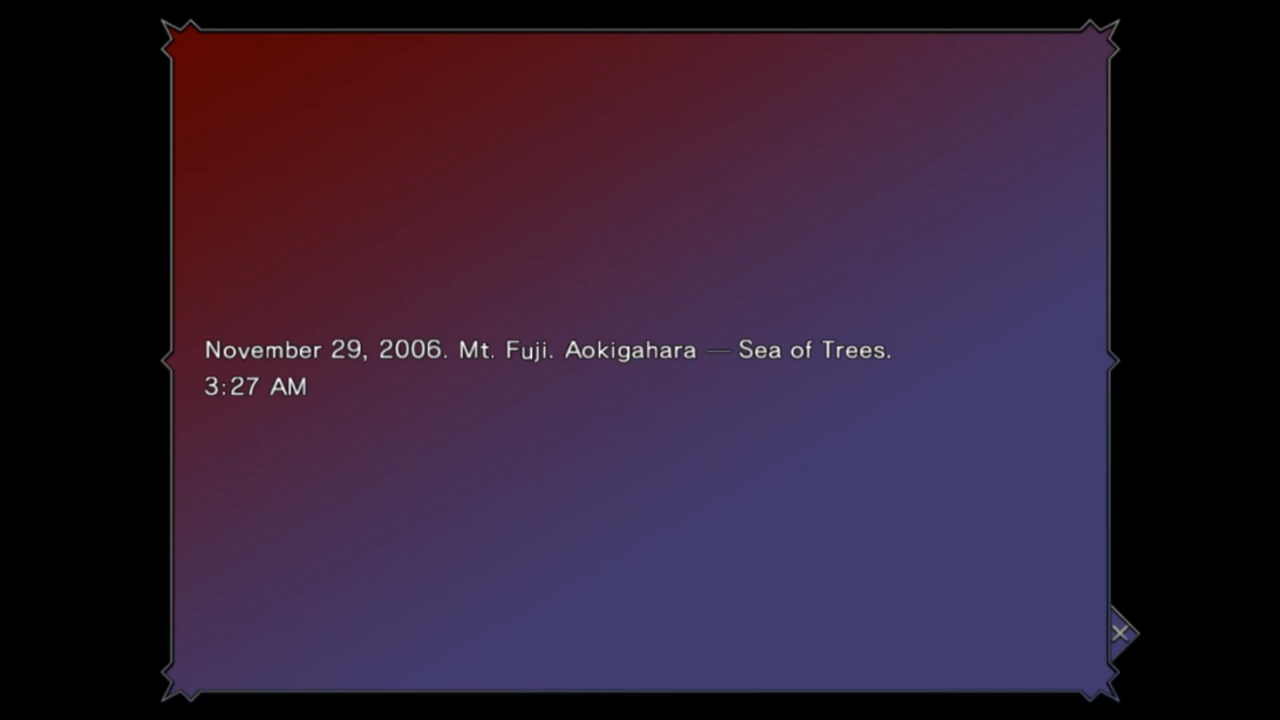 November 29, 2006. Mt. Fuji. Aokigahara — Sea of Trees.
3:27 AM